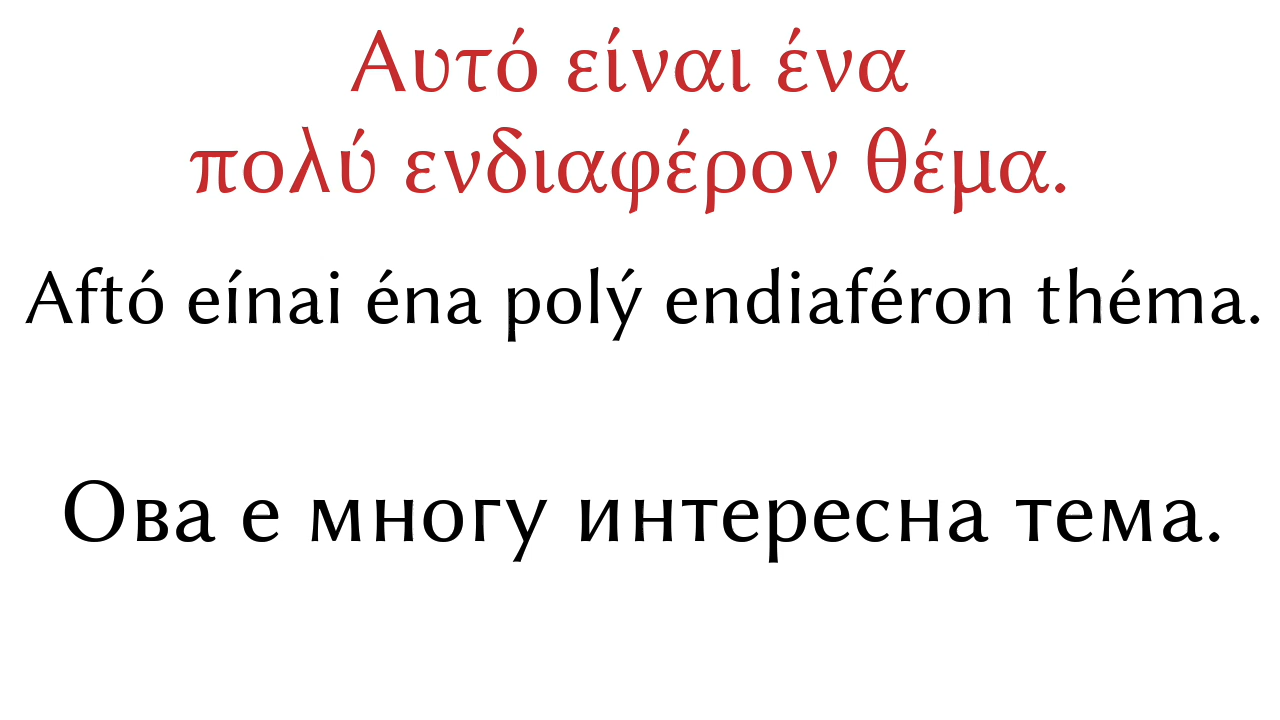 Αυτό είναι ένα
πολύ ενδιαφέρον θέμα.
Aftó eínai éna polý endiaféron théma.
Ова е многу интересна тема.